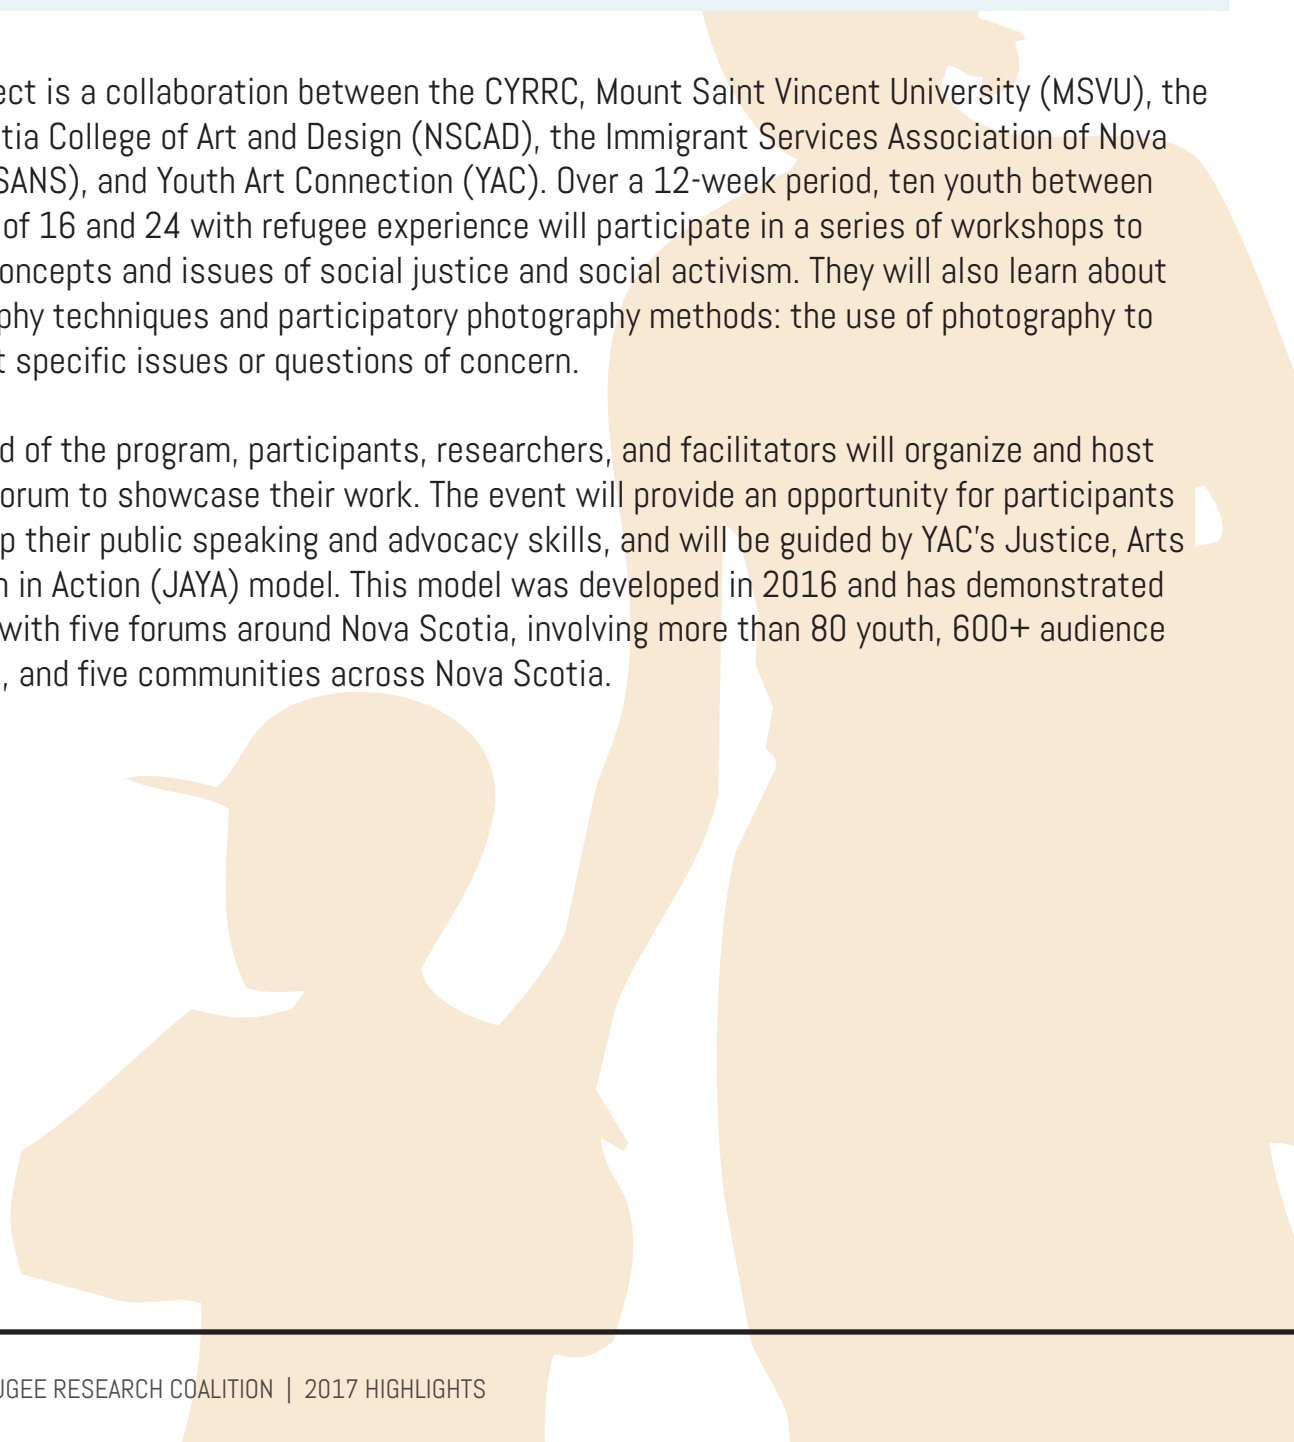 ect is a collaboration between the CYRRC, Mount Saint Vincent University (MSVU), the
tia College of Art and Design (NSCAD), the Immigrant Services Association of Nova
SANS), and Youth Art Connection (YAC). Over a 12-week period, ten youth between
of 16 and 24 with refugee experience will participate in a series of workshops to
oncepts and issues of social justice and social activism. They will also learn about
phy techniques and participatory photography methods: the use of photography to
t specific issues or questions of concern.
d of the program, participants, researchers, and facilitators will organize and host
orum to showcase their work. The event will provide an opportunity for participants
p their public speaking and advocacy skills, and will be guided by YAC’s Justice, Arts
n in Action (JAYA) model. This model was developed in 2016 and has demonstrated
with five forums around Nova Scotia, involving more than 80 youth, 600+ audience
, and five communities across Nova Scotia.
UGEE RESEARCH COALITION | 2017 HIGHLIGHTS